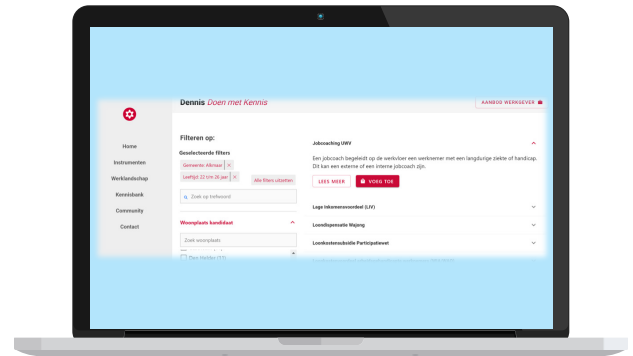 Dennis Doen met Kennis
AANBOD WERKGEVER
Home
Instrumenten
Werklandschap
Kennisbank
Community
Contact
Filteren op:
Geselecteerde filters
Gemeente: Alkmaar ×
Leeftijd: 22 t/m 26 jaar ×
Alle filters uitzetten
Zoek op trefwoord
Woonplaats kandidaat
Zoek woonplaats
Den Helder
Jobcoaching UWV
Een jobcoach begeleidt op de werkvloer een werknemer met een langdurige ziekte of handicap.
Dit kan een externe of een interne jobcoach zijn.
LEES MEER
VOEG TOE
Lage Inkomensvoordeel (LIV)
Loondispensatie Wajong
Loonkostensubsidie Participatiewet